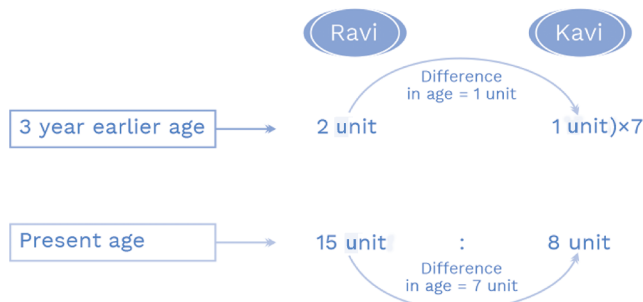 Ravi Kavi
Difference
in age = 1 unit
3 year earlier age 2 unit 1 unit)×7
Present age 15 unit : 8 unit
Difference
in age = 7 unit